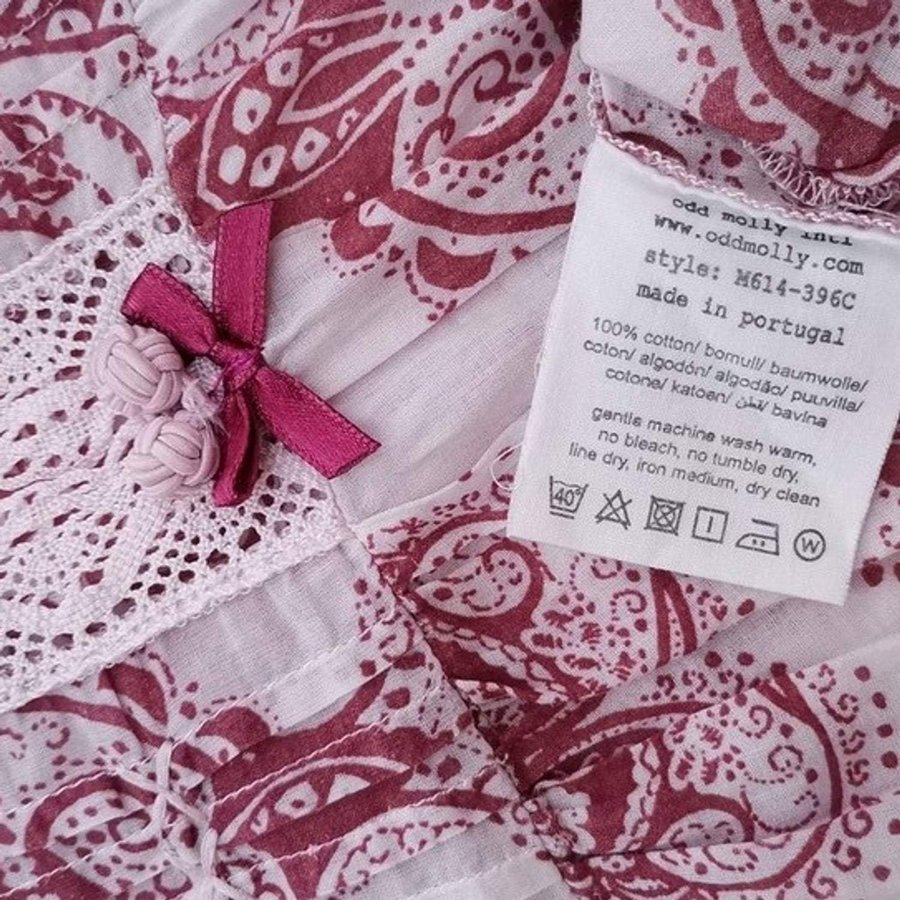 odd molly intl
www.oddmolly.com
style: M614-396C
made in portugal
100% cotton/ bomull/ baumwolle/
coton/ algodón/ algodão/ puuvilla/
cotone/ katoen/ قطن/ bavlna
gentle machine wash warm,
no bleach, no tumble dry,
line dry, iron medium, dry clean
40° W